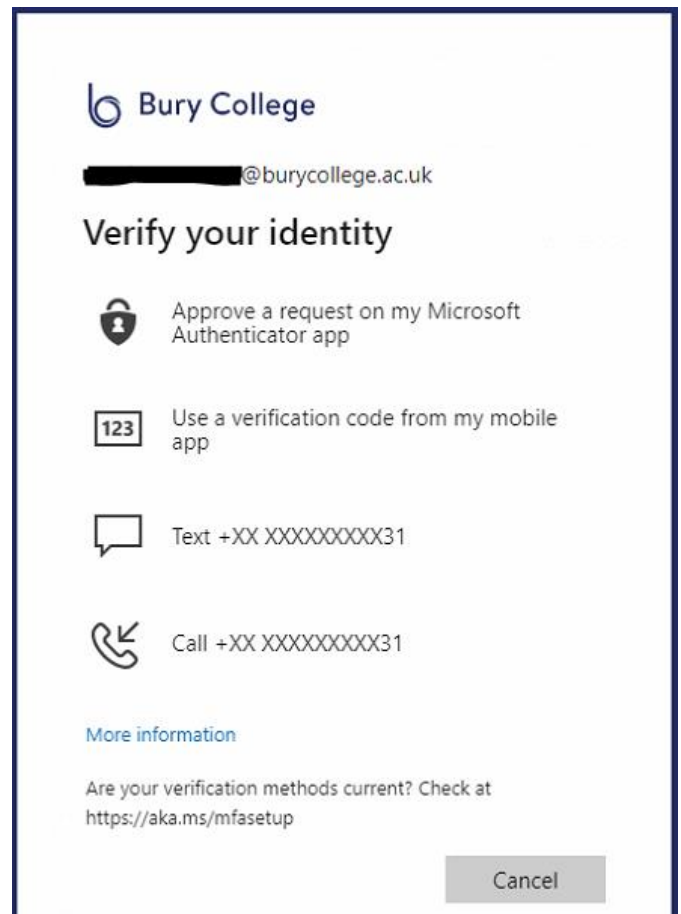 Bury College
@burycollege.ac.uk
Verify your identity
Approve a request on my Microsoft
Authenticator app
123
Use a verification code from my mobile
app
Text +XX XXXXXXXXX31
Call +XX XXXXXXXXX31
More information
Are your verification methods current? Check at
https://aka.ms/mfasetup
Cancel